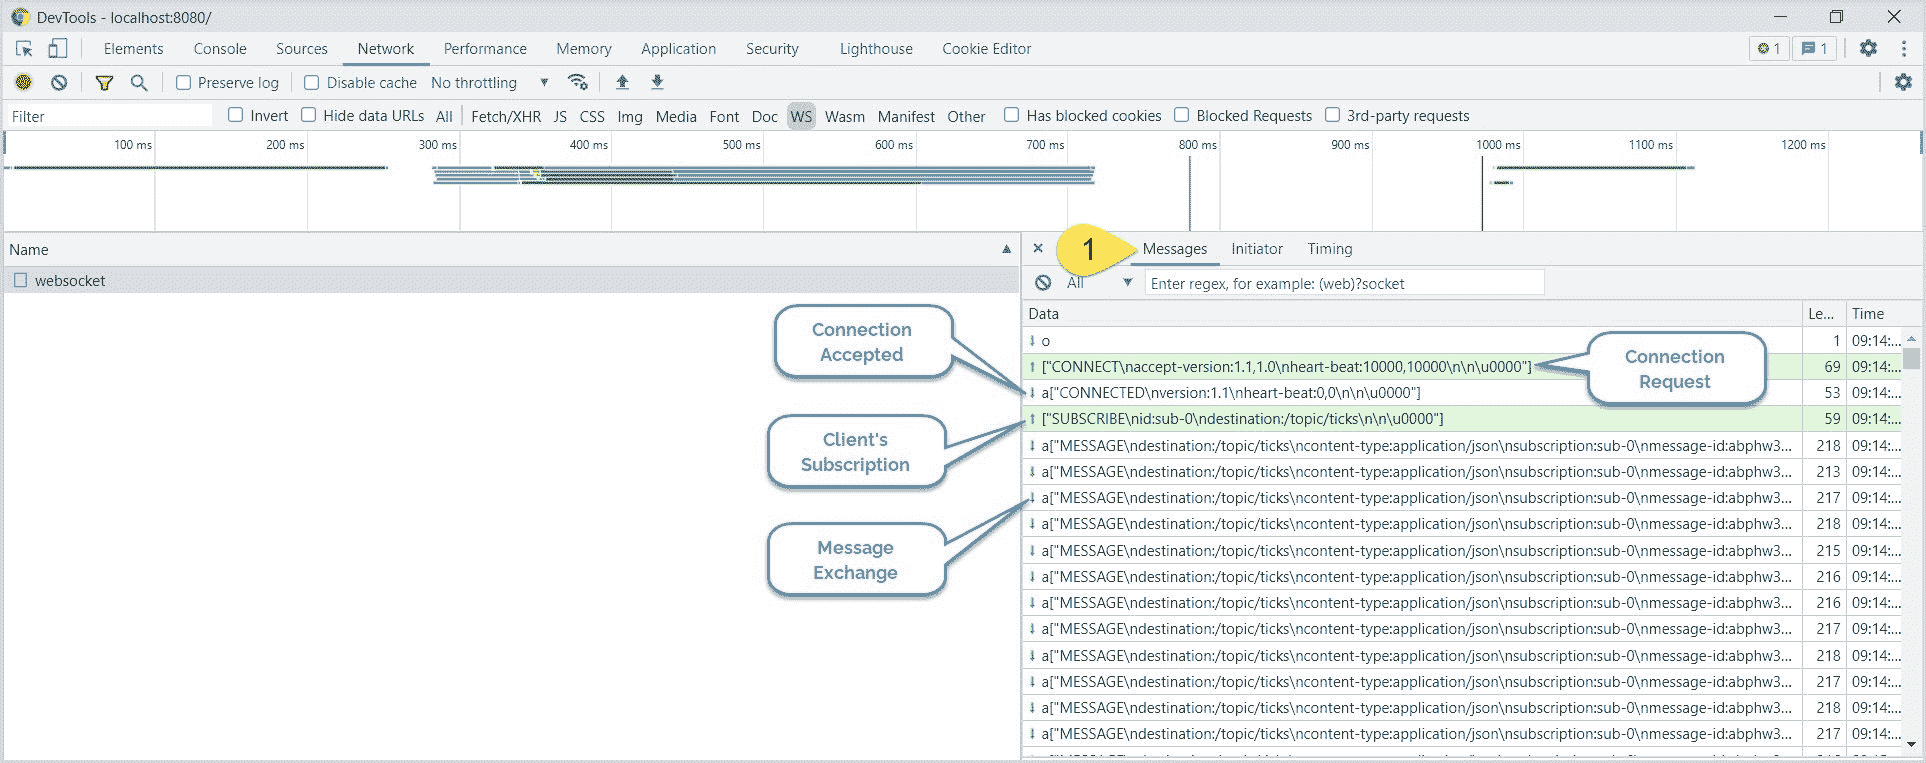 DevTools - localhost:8080/
Elements Console Sources Network Performance Memory Application Security Lighthouse Cookie Editor 1 1
Preserve log Disable cache No throttling
Filter Invert Hide data URLs All Fetch/XHR JS CSS Img Media Font Doc WS Wasm Manifest Other Has blocked cookies Blocked Requests 3rd-party requests
100 ms 200 ms 300 ms 400 ms 500 ms 600 ms 700 ms 800 ms 900 ms 1000 ms 1100 ms 1200 ms
Name
websocket
1
Messages Initiator Timing
All Enter regex, for example: (web)?socket
Data Le... Time
o 1 09:14:...
["CONNECT\naccept-version:1.1,1.0\nheart-beat:10000,10000\n\n\u0000"] 69 09:14:...
a["CONNECTED\nversion:1.1\nheart-beat:0,0\n\n\u0000"] 53 09:14:...
["SUBSCRIBE\nid:sub-0\ndestination:/topic/ticks\n\n\u0000"] 59 09:14:...
a["MESSAGE\ndestination:/topic/ticks\ncontent-type:application/json\nsubscription:sub-0\nmessage-id:abphw3... 218 09:14:...
a["MESSAGE\ndestination:/topic/ticks\ncontent-type:application/json\nsubscription:sub-0\nmessage-id:abphw3... 213 09:14:...
a["MESSAGE\ndestination:/topic/ticks\ncontent-type:application/json\nsubscription:sub-0\nmessage-id:abphw3... 217 09:14:...
a["MESSAGE\ndestination:/topic/ticks\ncontent-type:application/json\nsubscription:sub-0\nmessage-id:abphw3... 218 09:14:...
a["MESSAGE\ndestination:/topic/ticks\ncontent-type:application/json\nsubscription:sub-0\nmessage-id:abphw3... 215 09:14:...
a["MESSAGE\ndestination:/topic/ticks\ncontent-type:application/json\nsubscription:sub-0\nmessage-id:abphw3... 216 09:14:...
a["MESSAGE\ndestination:/topic/ticks\ncontent-type:application/json\nsubscription:sub-0\nmessage-id:abphw3... 216 09:14:...
a["MESSAGE\ndestination:/topic/ticks\ncontent-type:application/json\nsubscription:sub-0\nmessage-id:abphw3... 217 09:14:...
a["MESSAGE\ndestination:/topic/ticks\ncontent-type:application/json\nsubscription:sub-0\nmessage-id:abphw3... 218 09:14:...
a["MESSAGE\ndestination:/topic/ticks\ncontent-type:application/json\nsubscription:sub-0\nmessage-id:abphw3... 217 09:14:...
a["MESSAGE\ndestination:/topic/ticks\ncontent-type:application/json\nsubscription:sub-0\nmessage-id:abphw3... 218 09:14:...
a["MESSAGE\ndestination:/topic/ticks\ncontent-type:application/json\nsubscription:sub-0\nmessage-id:abphw3... 217 09:14:...
Connection
Accepted
Connection
Request
Client's
Subscription
Message
Exchange